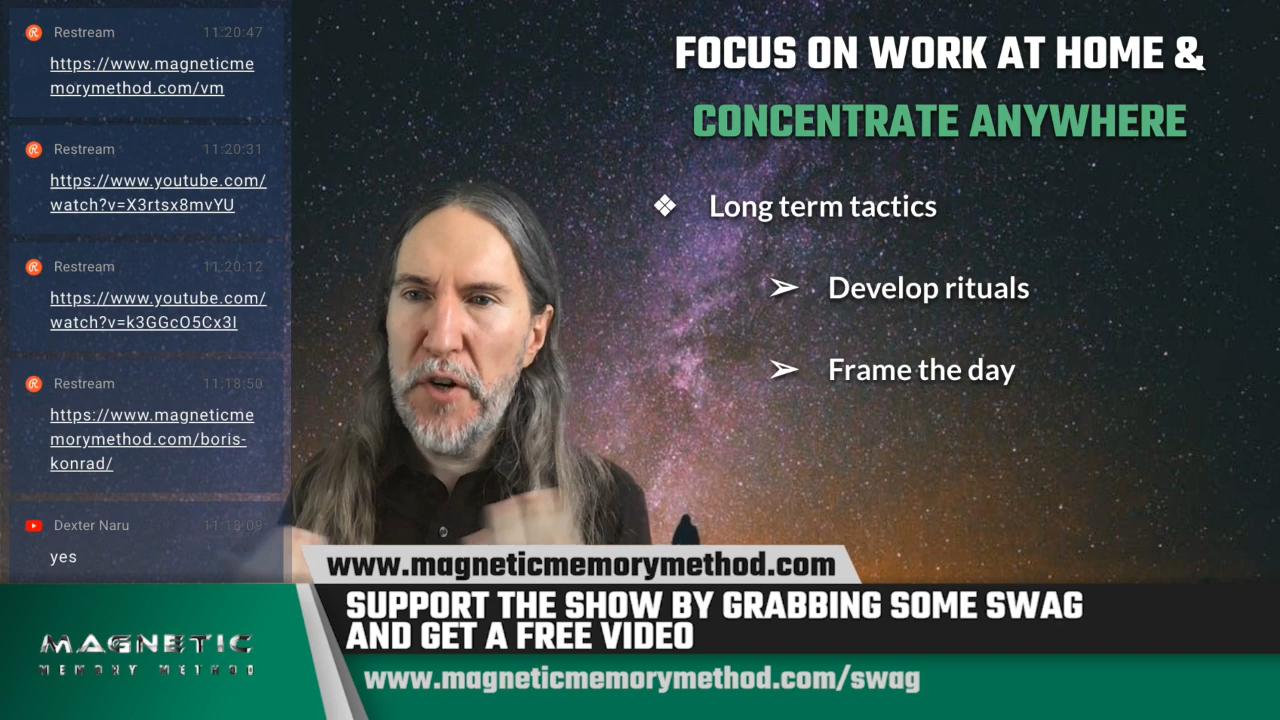 Restream 11:20:47
https://www.magneticme
morymethod.com/vm
Restream 11:20:31
https://www.youtube.com/
watch?v=X3rtsx8mvYU
Restream 11:20:12
https://www.youtube.com/
watch?v=k3GGcO5Cx3I
Restream 11:18:50
https://www.magneticme
morymethod.com/boris-
konrad/
Dexter Naru 11:18:09
yes
FOCUS ON WORK AT HOME &
CONCENTRATE ANYWHERE
Long term tactics
Develop rituals
Frame the day
www.magneticmemorymethod.com
SUPPORT THE SHOW BY GRABBING SOME SWAG
AND GET A FREE VIDEO
www.magneticmemorymethod.com/swag
MAGNETIC
MEMORY METHOD